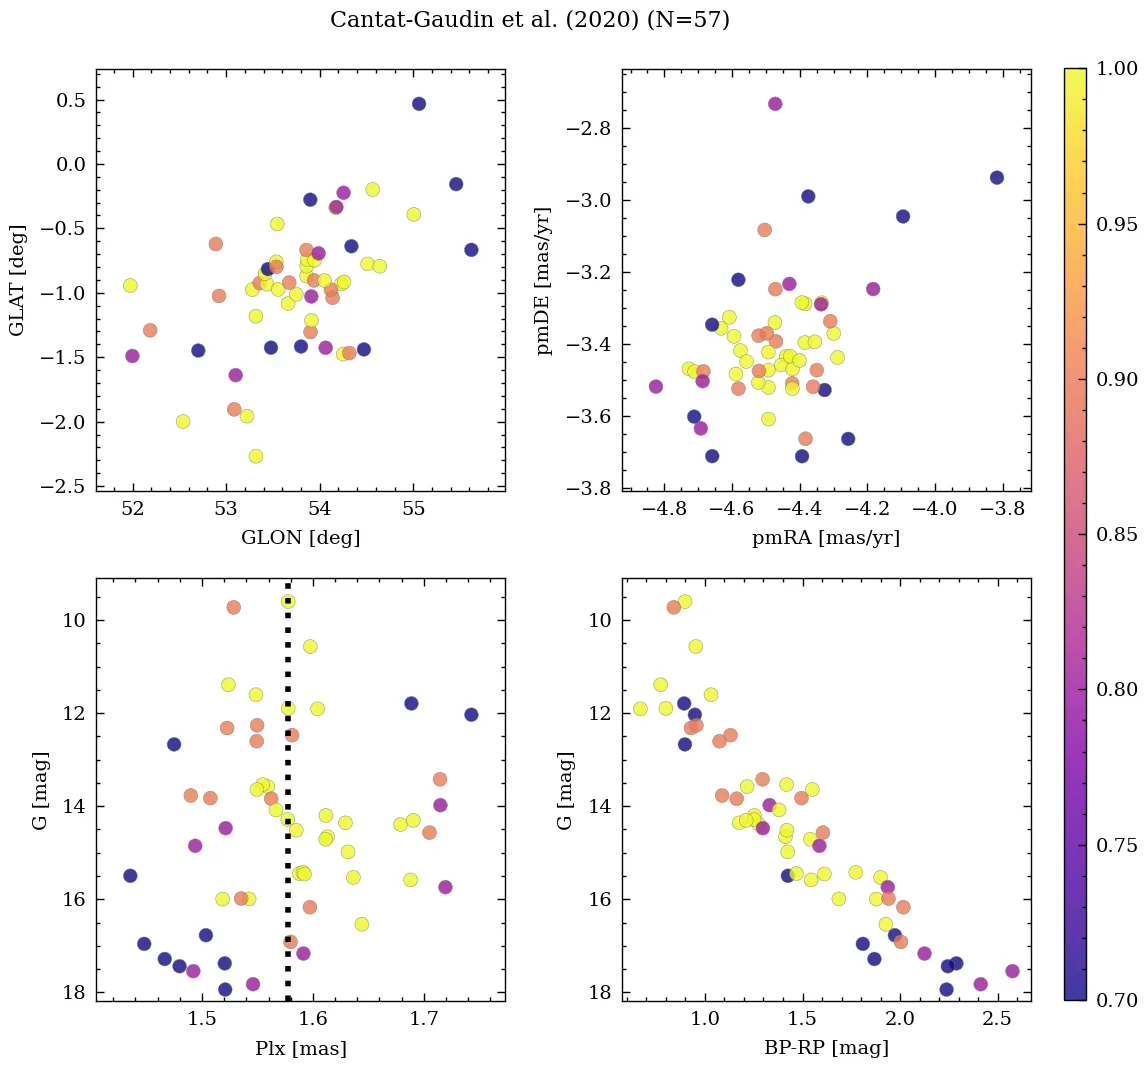 Cantat-Gaudin et al. (2020) (N=57)
0.5
0.0
−0.5
−1.0
−1.5
−2.0
−2.5
GLAT [deg]
52 53 54 55
GLON [deg]
−2.8
−3.0
−3.2
−3.4
−3.6
−3.8
pmDE [mas/yr]
−4.8 −4.6 −4.4 −4.2 −4.0 −3.8
pmRA [mas/yr]
10
12
14
16
18
G [mag]
1.5 1.6 1.7
Plx [mas]
10
12
14
16
18
G [mag]
1.0 1.5 2.0 2.5
BP-RP [mag]
1.00
0.95
0.90
0.85
0.80
0.75
0.70